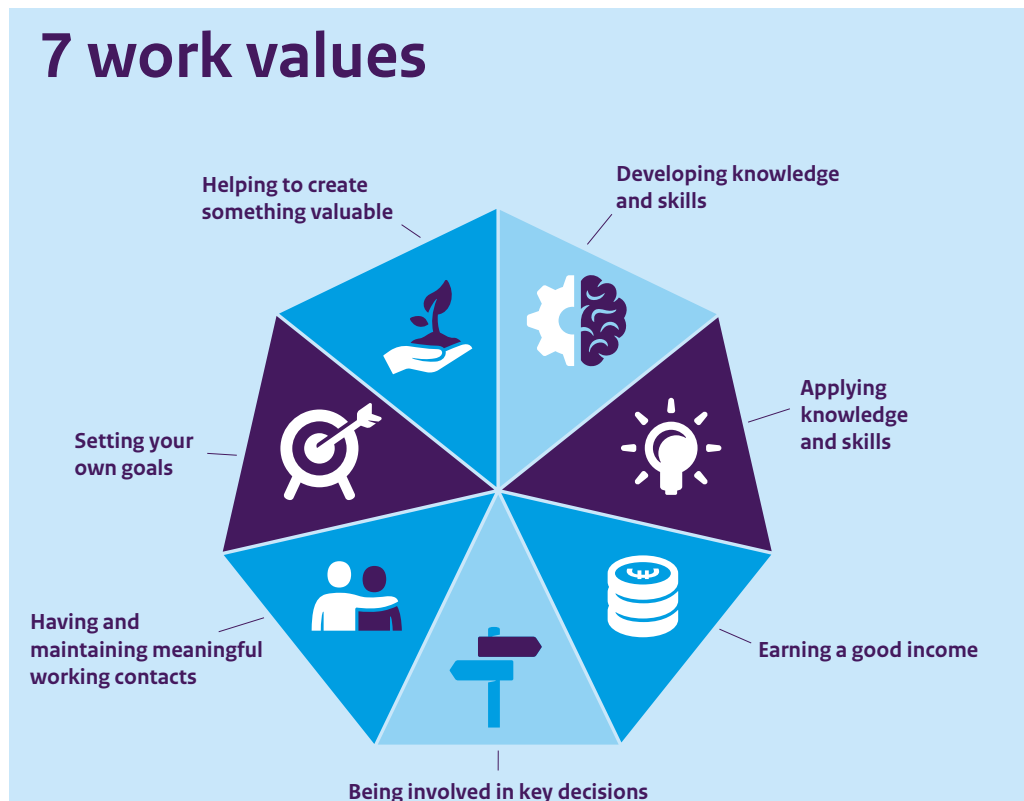 7 work values
Helping to create
something valuable
Developing knowledge
and skills
Applying
knowledge
and skills
Setting your
own goals
Having and
maintaining meaningful
working contacts
Earning a good income
Being involved in key decisions